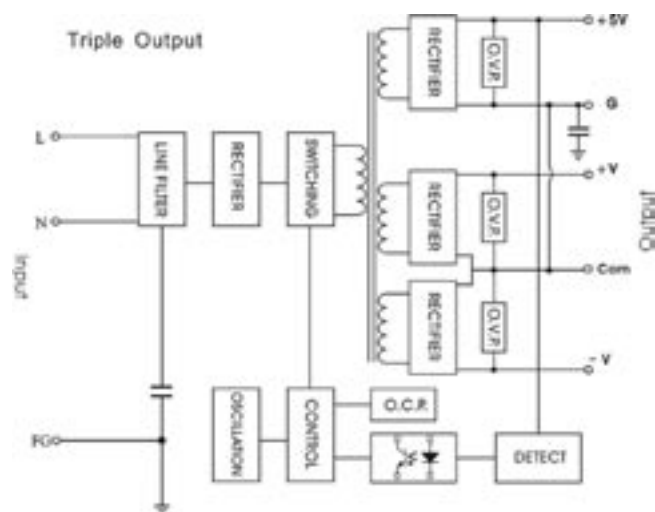 Triple Output
L
N
Input
FG
LINE FILTER
RECTIFIER
SWITCHING
RECTIFIER
RECTIFIER
RECTIFIER
O.V.P.
O.V.P.
O.V.P.
+5V
G
+V
Com
- V
Output
OSCILLATION
CONTROL
O.C.P.
DETECT